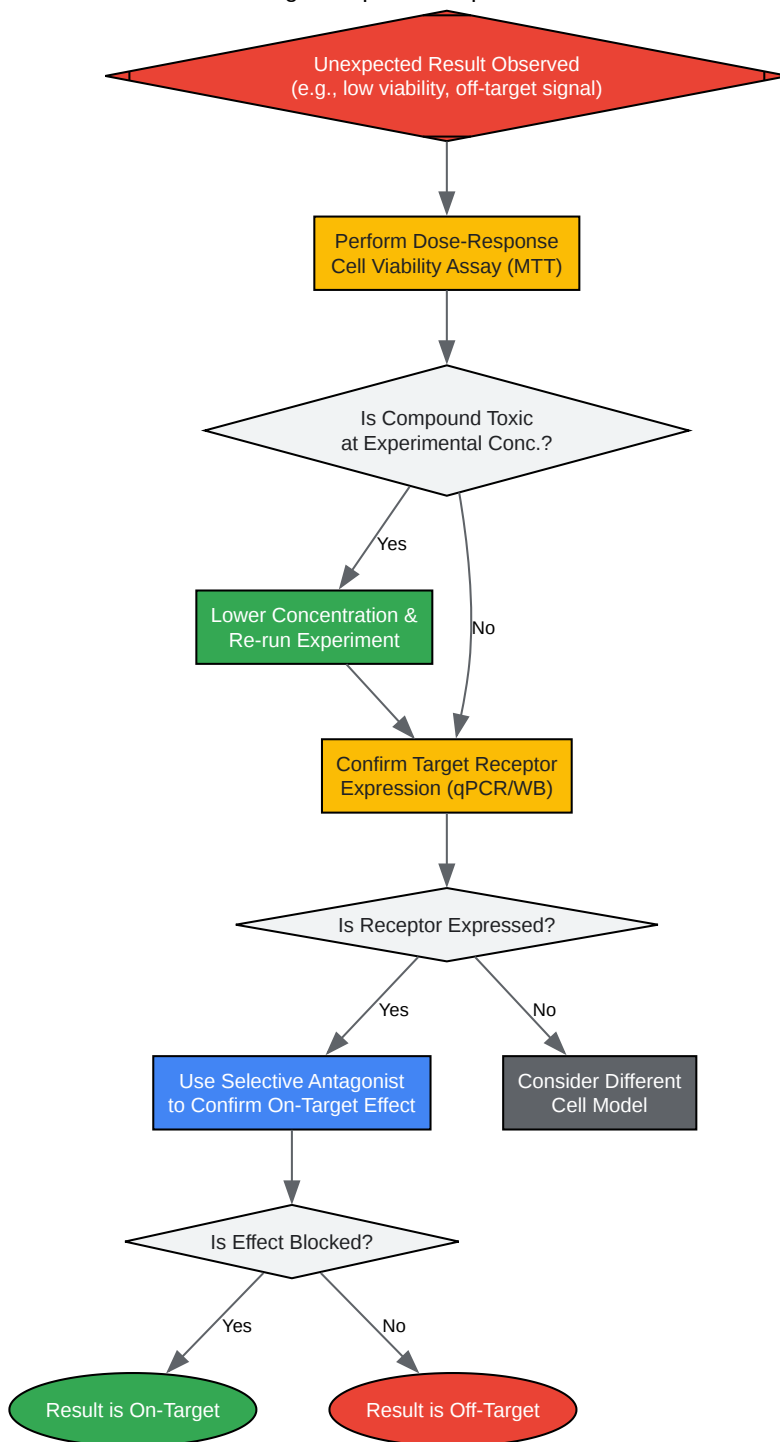 Unexpected Result Observed
(e.g., low viability, off-target signal)
Perform Dose-Response
Cell Viability Assay (MTT)
Is Compound Toxic
at Experimental Conc.?
Yes
No
Lower Concentration &
Re-run Experiment
Confirm Target Receptor
Expression (qPCR/WB)
Is Receptor Expressed?
Yes
No
Use Selective Antagonist
to Confirm On-Target Effect
Consider Different
Cell Model
Is Effect Blocked?
Yes
No
Result is On-Target
Result is Off-Target